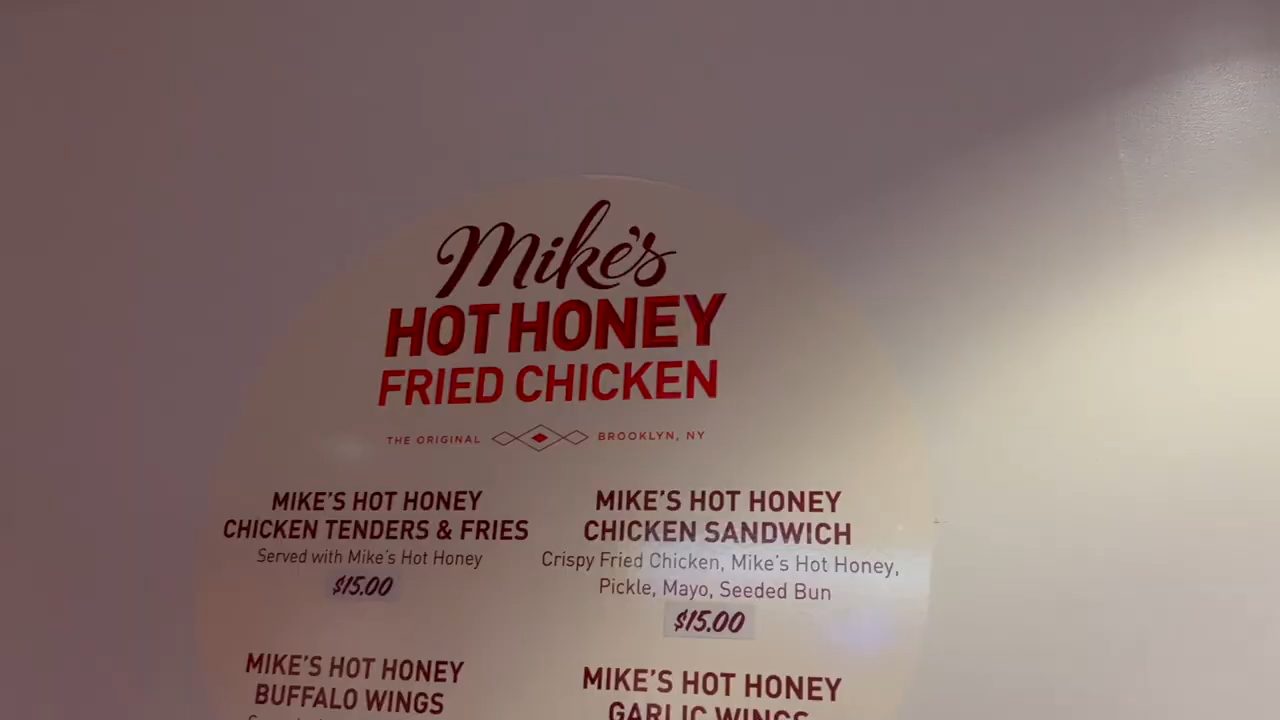 Mike's
HOT HONEY
FRIED CHICKEN
THE ORIGINAL BROOKLYN, NY
MIKE'S HOT HONEY
CHICKEN TENDERS & FRIES
Served with Mike's Hot Honey
$15.00
MIKE'S HOT HONEY
CHICKEN SANDWICH
Crispy Fried Chicken, Mike's Hot Honey,
Pickle, Mayo, Seeded Bun
$15.00
MIKE'S HOT HONEY
BUFFALO WINGS
MIKE'S HOT HONEY
GARLIC WINGS